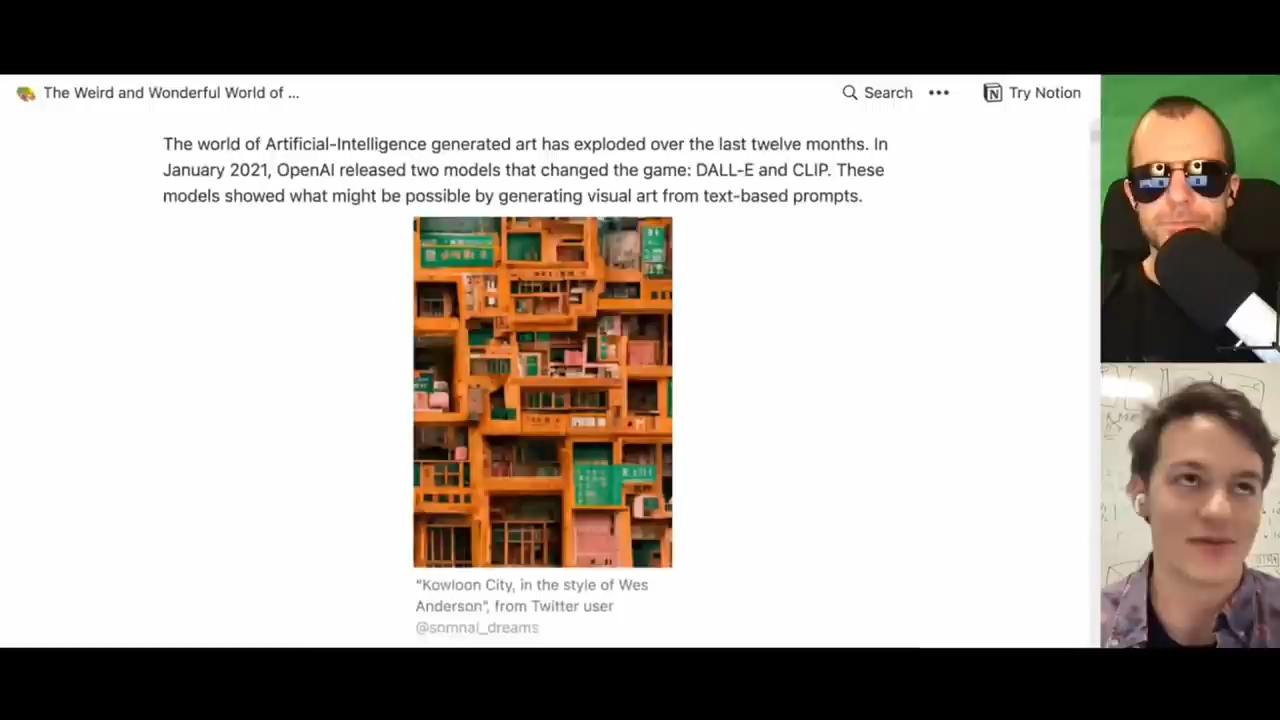 The Weird and Wonderful World of ...
Search
Try Notion
The world of Artificial-Intelligence generated art has exploded over the last twelve months. In
January 2021, OpenAI released two models that changed the game: DALL-E and CLIP. These
models showed what might be possible by generating visual art from text-based prompts.
"Kowloon City, in the style of Wes
Anderson", from Twitter user
@somnai_dreams